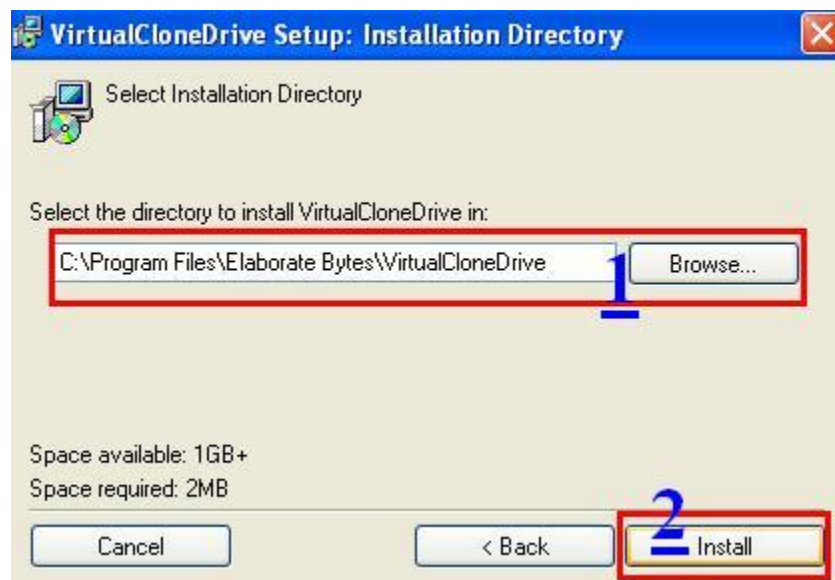 VirtualCloneDrive Setup: Installation Directory
Select Installation Directory
Select the directory to install VirtualCloneDrive in:
C:\Program Files\Elaborate Bytes\VirtualCloneDrive
1
Browse...
Space available: 1GB+
Space required: 2MB
Cancel
< Back
2
Install